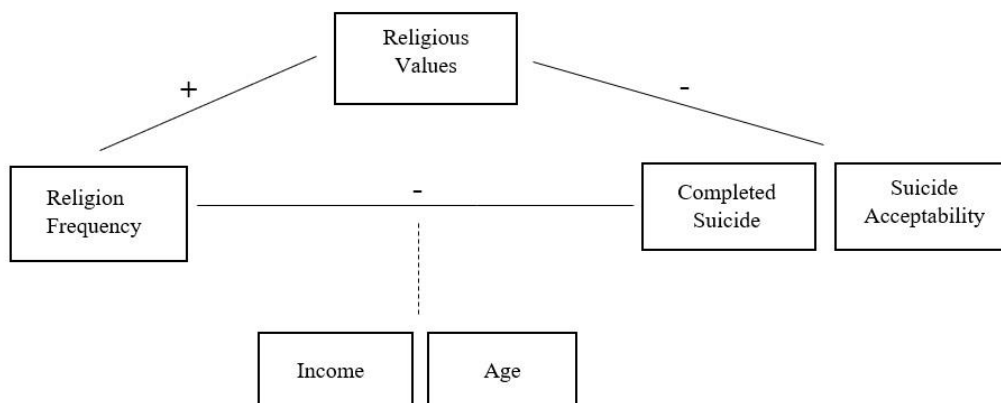 Religious
Values
+
-
Religion
Frequency
-
Completed
Suicide
Suicide
Acceptability
Income
Age